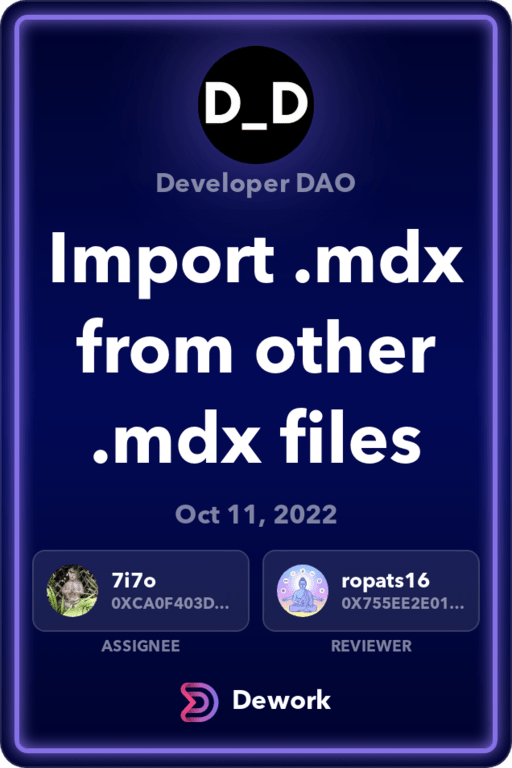 D_D
Developer DAO
Import .mdx
from other
.mdx files
Oct 11, 2022
7i7o
0XCA0F403D...
ropats16
0X755EE2E01...
ASSIGNEE
REVIEWER
Dework